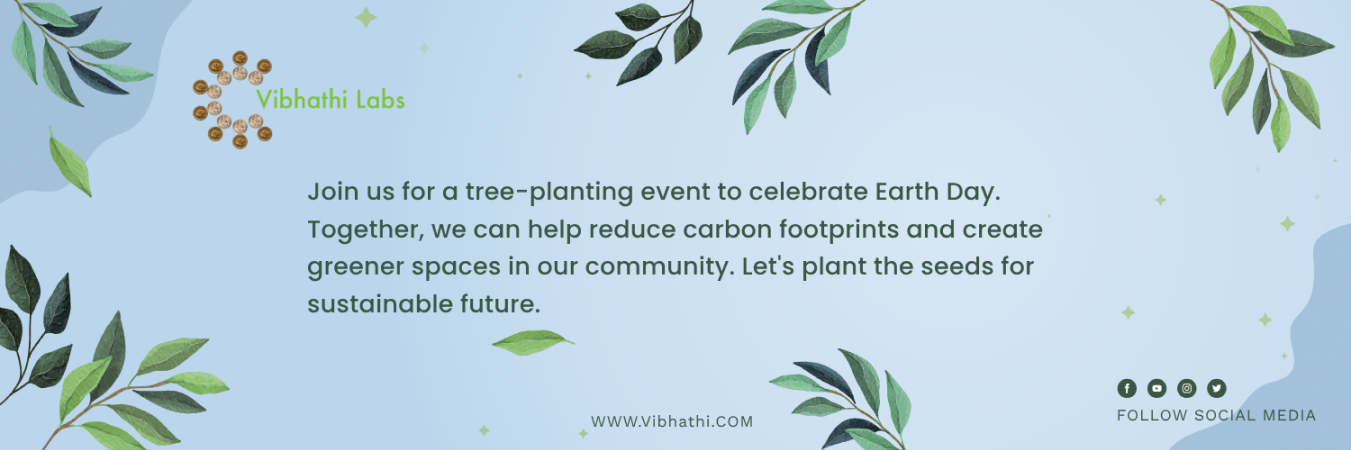 Vibhathi Labs
Join us for a tree-planting event to celebrate Earth Day.
Together, we can help reduce carbon footprints and create
greener spaces in our community. Let's plant the seeds for
sustainable future.
WWW.Vibhathi.COM
FOLLOW SOCIAL MEDIA